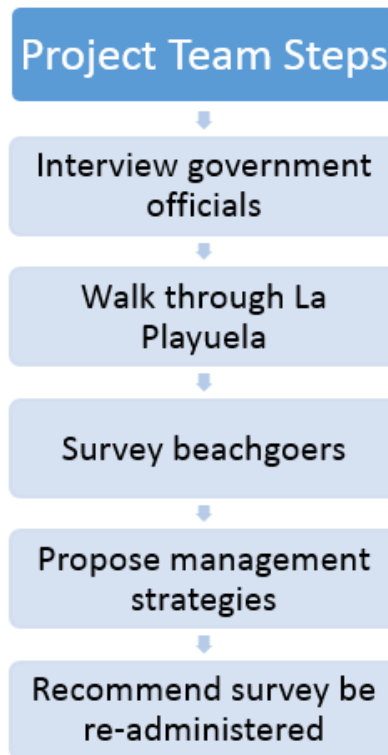 Project Team Steps
Interview government
officials
Walk through La
Playuela
Survey beachgoers
Propose management
strategies
Recommend survey be
re-administered